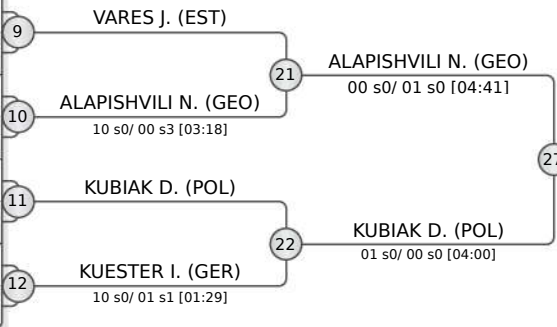 9
VARES J. (EST)
21
ALAPISHVILI N. (GEO)
00 s0/ 01 s0 [04:41]
10
ALAPISHVILI N. (GEO)
10 s0/ 00 s3 [03:18]
27
11
KUBIAK D. (POL)
22
KUBIAK D. (POL)
01 s0/ 00 s0 [04:00]
12
KUESTER I. (GER)
10 s0/ 01 s1 [01:29]